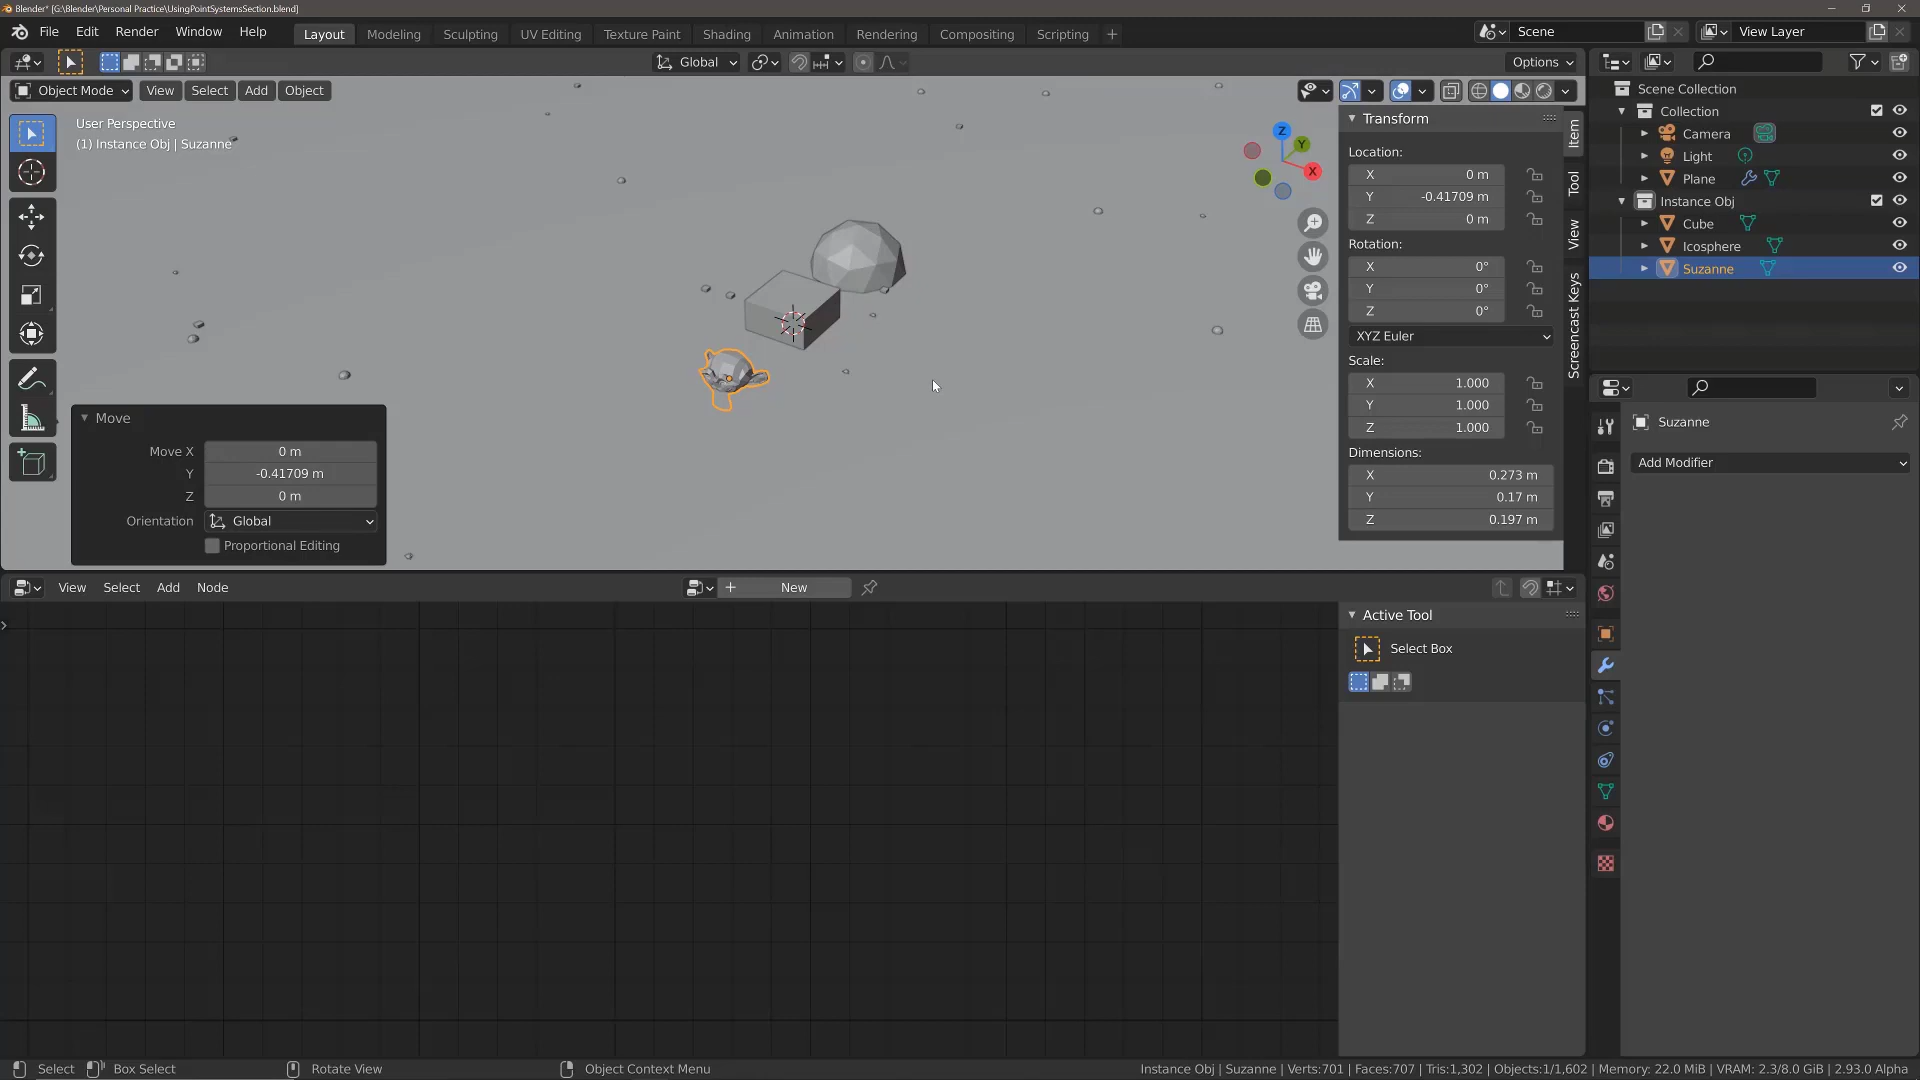 Blender* [G:\Blender\Personal Practice\UsingPointSystemsSection.blend]
File Edit Render Window Help Layout Modeling Sculpting UV Editing Texture Paint Shading Animation Rendering Compositing Scripting + Scene View Layer
Global Options
Object Mode View Select Add Object
User Perspective
(1) Instance Obj | Suzanne
Z
Y
X
Move
Move X 0 m
Y -0.41709 m
Z 0 m
Orientation Global
Proportional Editing
Transform
Location:
X 0 m
Y -0.41709 m
Z 0 m
Rotation:
X 0°
Y 0°
Z 0°
XYZ Euler
Scale:
X 1.000
Y 1.000
Z 1.000
Dimensions:
X 0.273 m
Y 0.17 m
Z 0.197 m
Item
Tool
View
Screencast Keys
Scene Collection
Collection
Camera
Light
Plane
Instance Obj
Cube
Icosphere
Suzanne
Suzanne
Add Modifier
View Select Add Node + New
Active Tool
Select Box
Select Box Select Rotate View Object Context Menu Instance Obj | Suzanne | Verts:701 | Faces:707 | Tris:1,302 | Objects:1/1,602 | Memory: 22.0 MiB | VRAM: 2.3/8.0 GiB | 2.93.0 Alpha